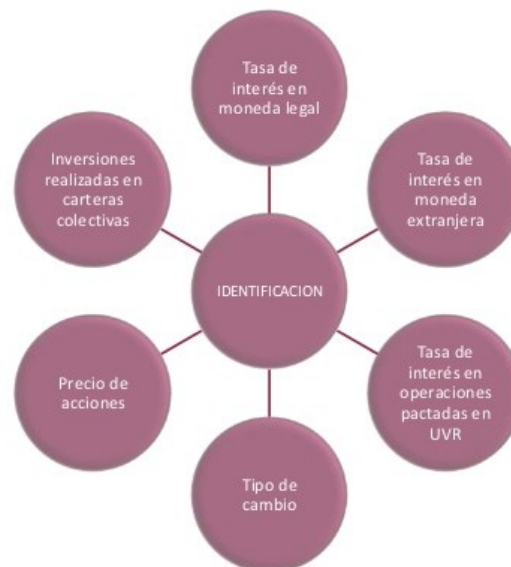 Tasa de
interés en
moneda legal
Inversiones
realizadas en
carteras
colectivas
Tasa de
interés en
moneda
extranjera
IDENTIFICACION
Precio de
acciones
Tasa de
interés en
operaciones
pactadas en
UVR
Tipo de
cambio